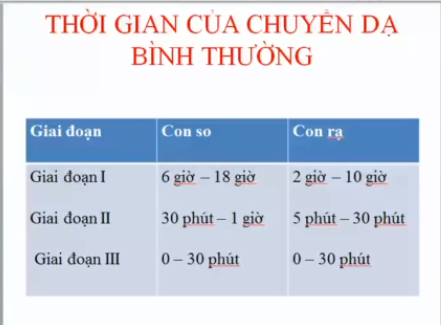 THỜI GIAN CỦA CHUYỂN DẠ
BÌNH THƯỜNG
Giai đoạn Con so Con rạ
Giai đoạn I 6 giờ – 18 giờ 2 giờ – 10 giờ
Giai đoạn II 30 phút – 1 giờ 5 phút – 30 phút
Giai đoạn III 0 – 30 phút 0 – 30 phút